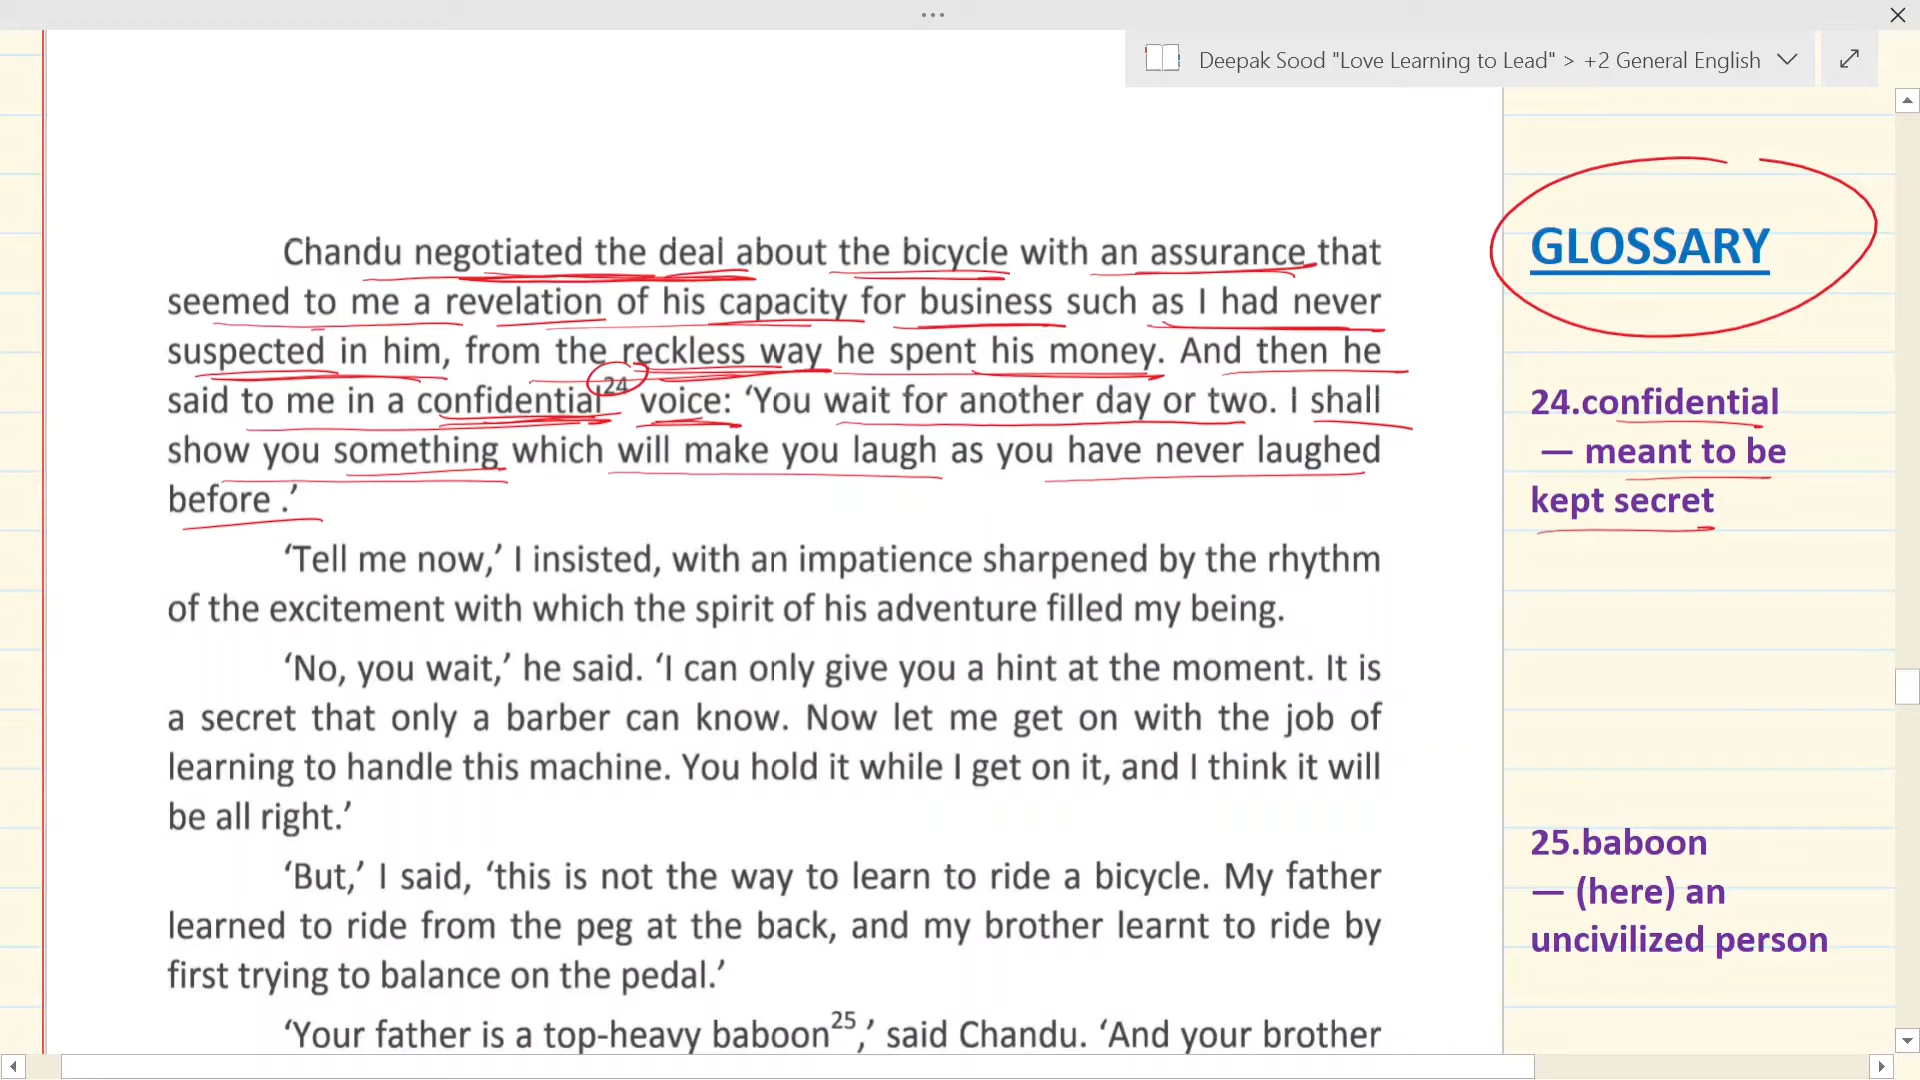 Deepak Sood "Love Learning to Lead" > +2 General English
Chandu negotiated the deal about the bicycle with an assurance that
seemed to me a revelation of his capacity for business such as I had never
suspected in him, from the reckless way he spent his money. And then he
said to me in a confidential24 voice: ‘You wait for another day or two. I shall
show you something which will make you laugh as you have never laughed
before .’
‘Tell me now,’ I insisted, with an impatience sharpened by the rhythm
of the excitement with which the spirit of his adventure filled my being.
‘No, you wait,’ he said. ‘I can only give you a hint at the moment. It is
a secret that only a barber can know. Now let me get on with the job of
learning to handle this machine. You hold it while I get on it, and I think it will
be all right.’
‘But,’ I said, ‘this is not the way to learn to ride a bicycle. My father
learned to ride from the peg at the back, and my brother learnt to ride by
first trying to balance on the pedal.’
‘Your father is a top-heavy baboon25,’ said Chandu. ‘And your brother
GLOSSARY
24.confidential
— meant to be
kept secret
25.baboon
— (here) an
uncivilized person